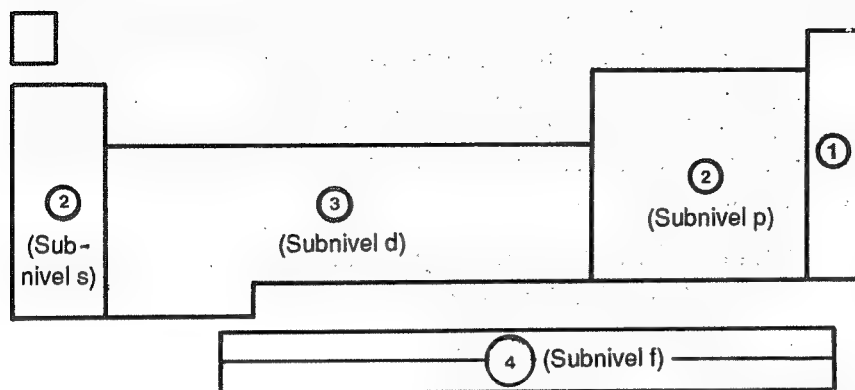 2
(Sub-
nivel s)
3
(Subnivel d)
2
(Subnivel p)
1
4 (Subnivel f)